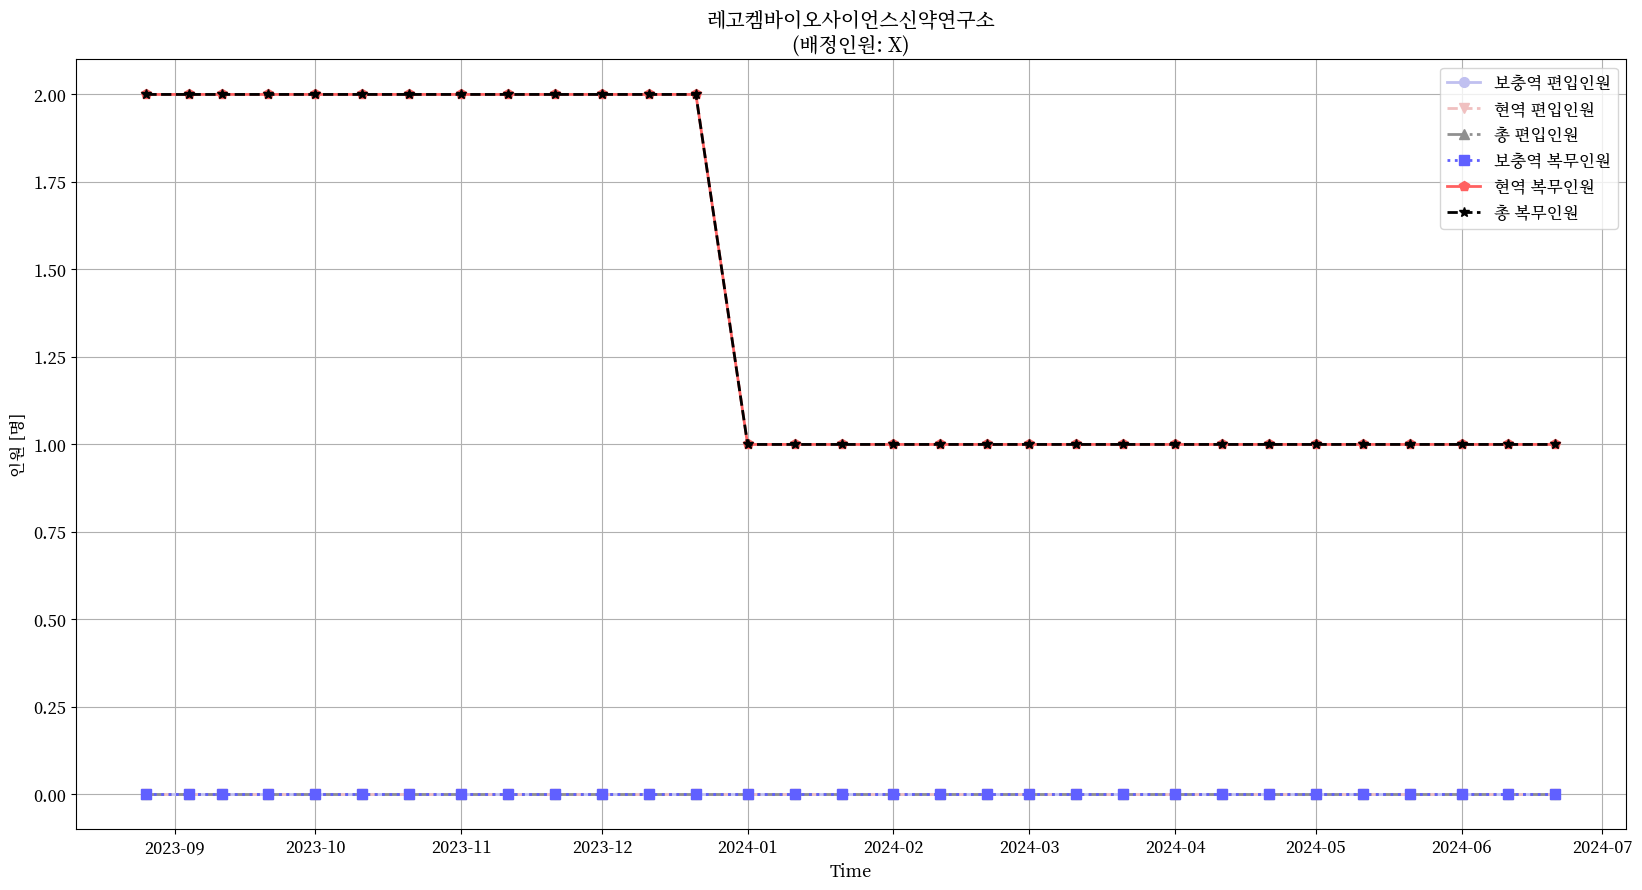 레고켐바이오사이언스신약연구소
(배정인원: X)
보충역 편입인원
현역 편입인원
총 편입인원
보충역 복무인원
현역 복무인원
총 복무인원
인원 [명]
2.00
1.75
1.50
1.25
1.00
0.75
0.50
0.25
0.00
2023-09 2023-10 2023-11 2023-12 2024-01 2024-02 2024-03 2024-04 2024-05 2024-06 2024-07
Time